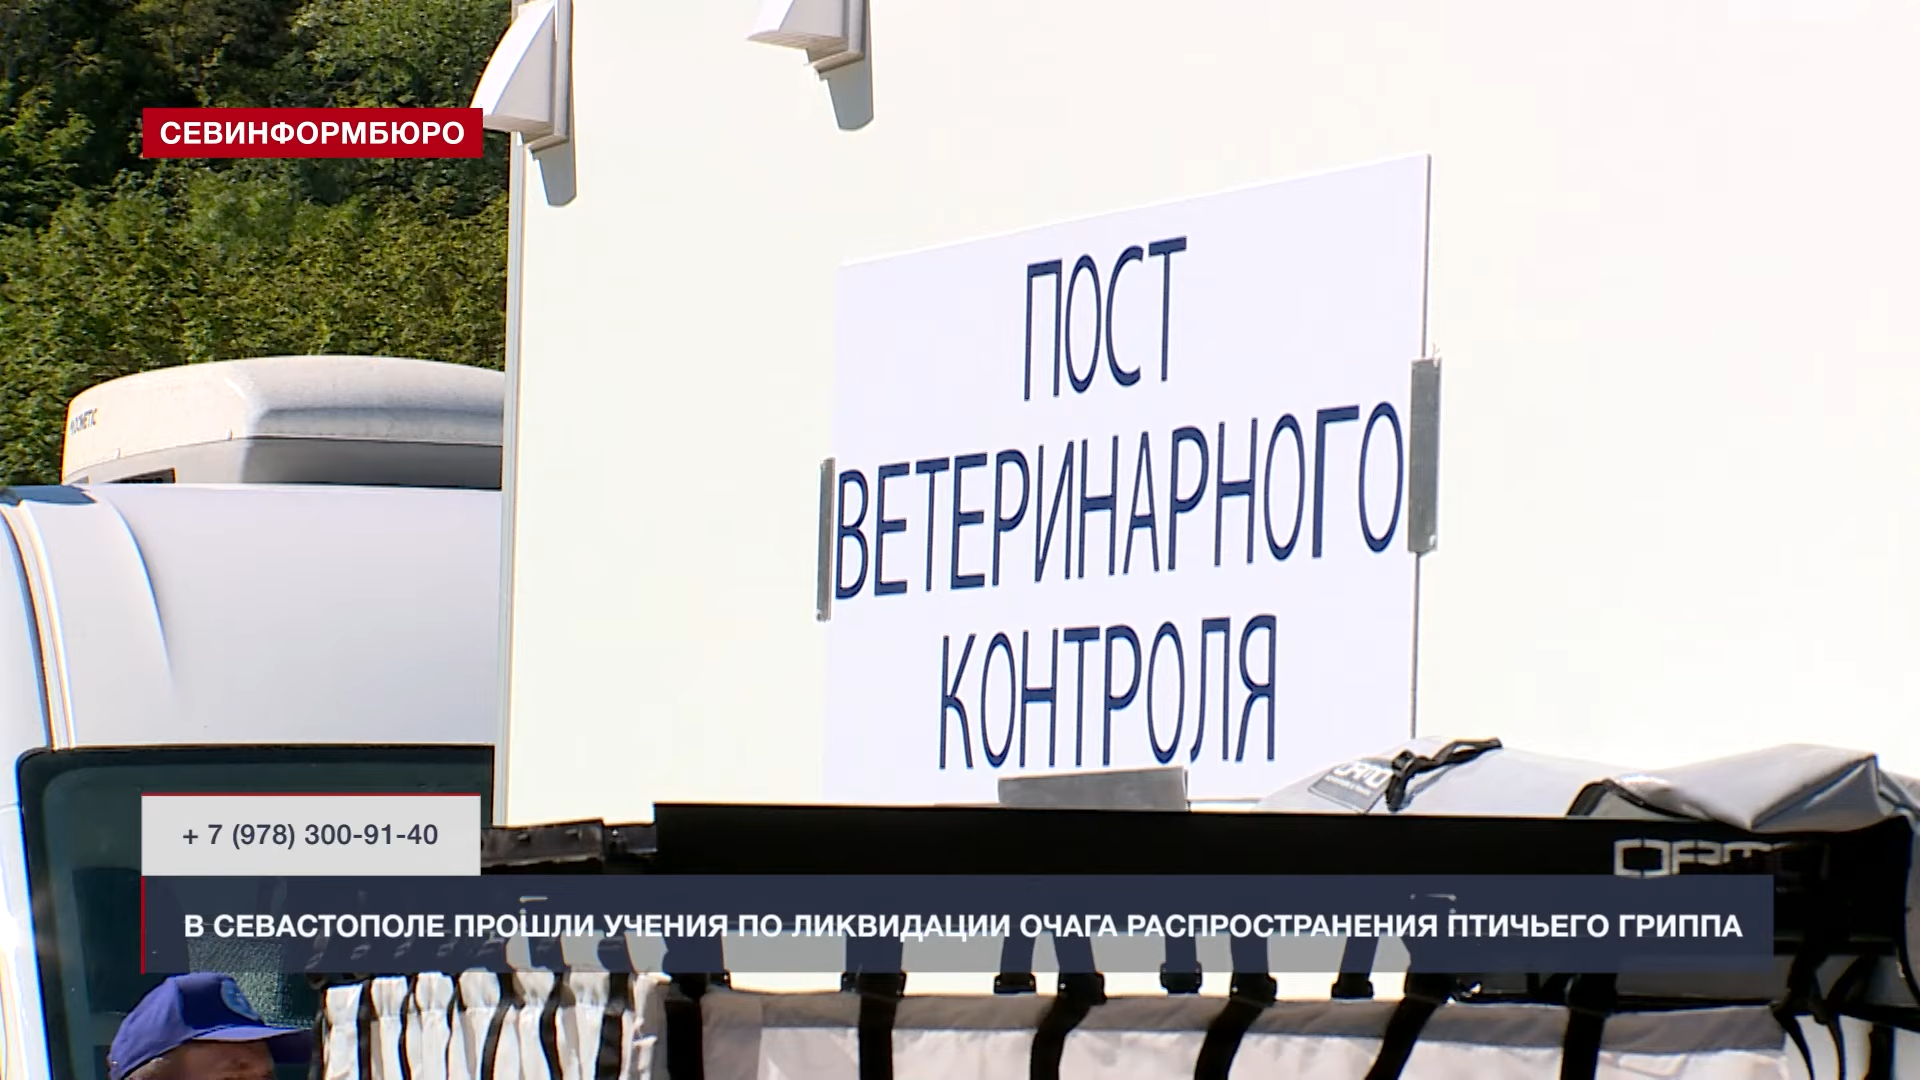 СЕВИНФОРМБЮРО
ПОСТ
ВЕТЕРИНАРНОГО
КОНТРОЛЯ
+ 7 (978) 300-91-40
В СЕВАСТОПОЛЕ ПРОШЛИ УЧЕНИЯ ПО ЛИКВИДАЦИИ ОЧАГА РАСПРОСТРАНЕНИЯ ПТИЧЬЕГО ГРИППА